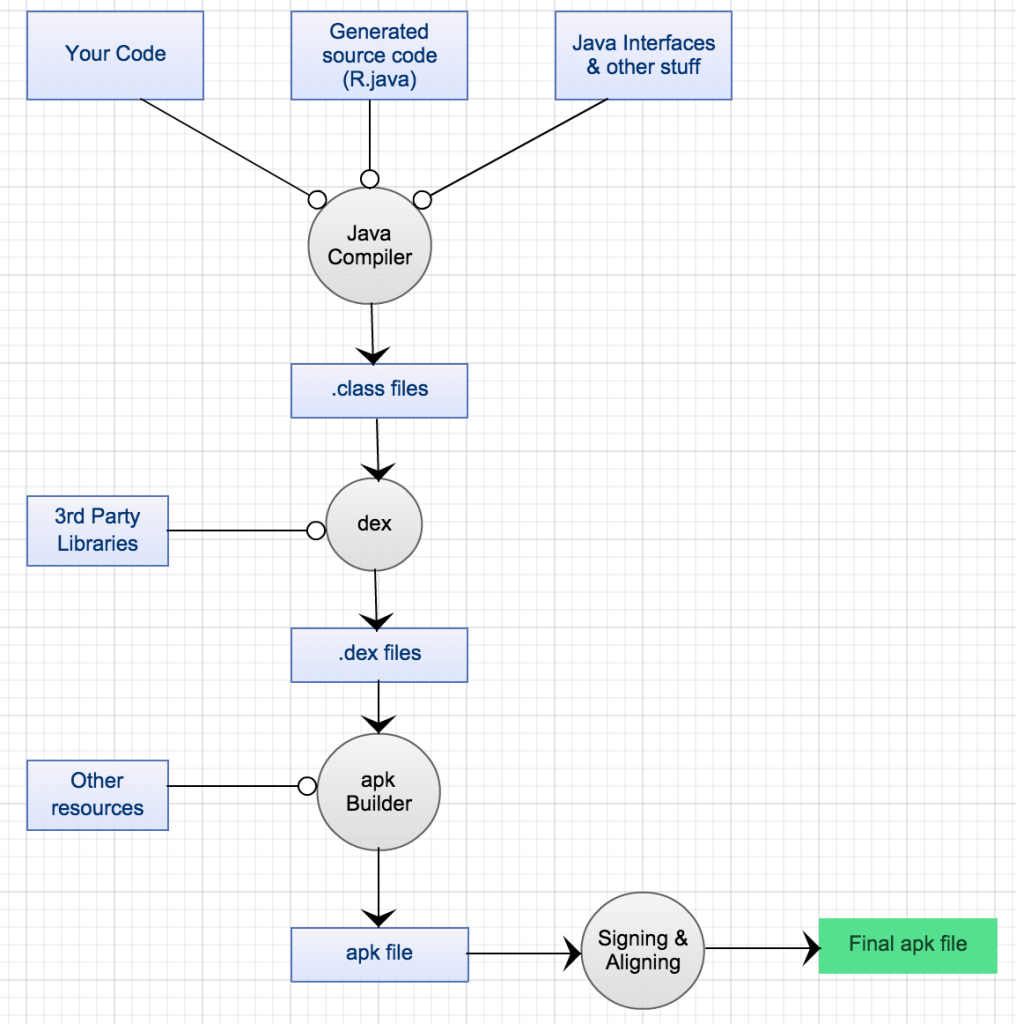 Your Code
Generated
source code
(R.java)
Java Interfaces
& other stuff
Java
Compiler
.class files
3rd Party
Libraries
dex
.dex files
Other
resources
apk
Builder
apk file
Signing &
Aligning
Final apk file